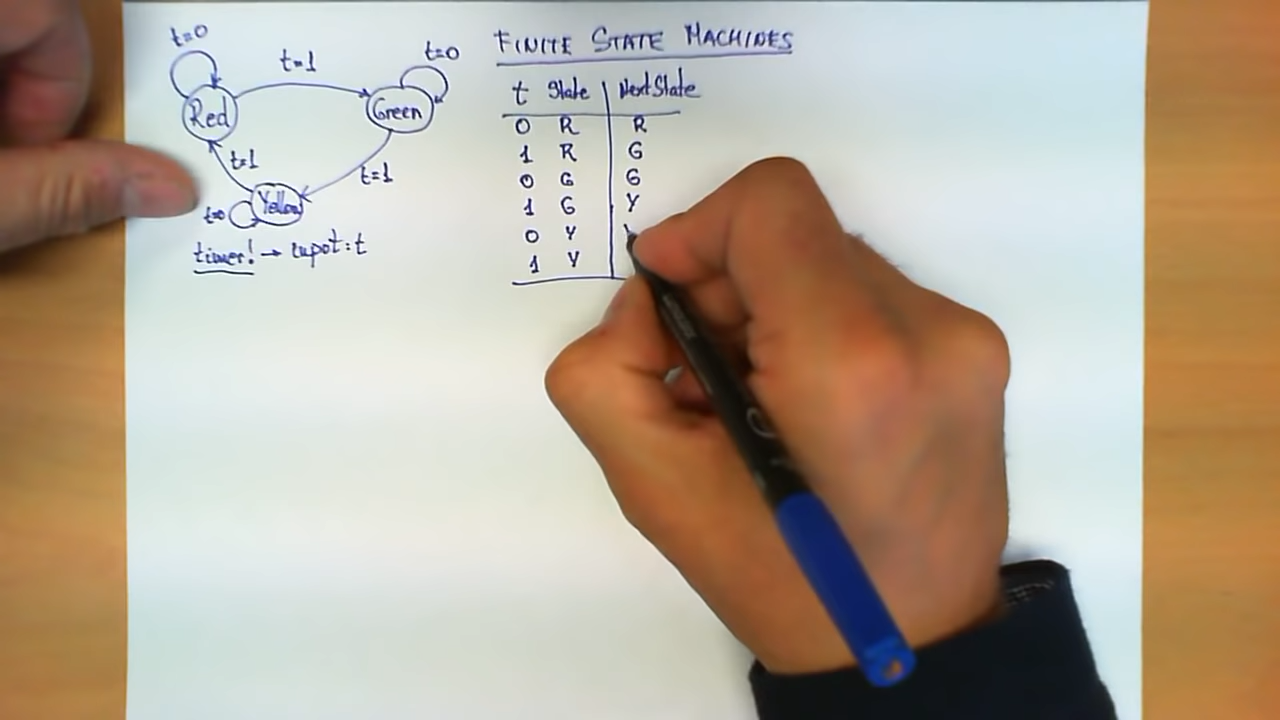 FINITE STATE MACHINES
t=0
t=1
t=0
Red
Green
t=1
t=1
t=0
Yellow
timer! → input: t
t State | Next State
0 R | R
1 R | G
0 G | G
1 G | Y
0 Y |
1 Y |